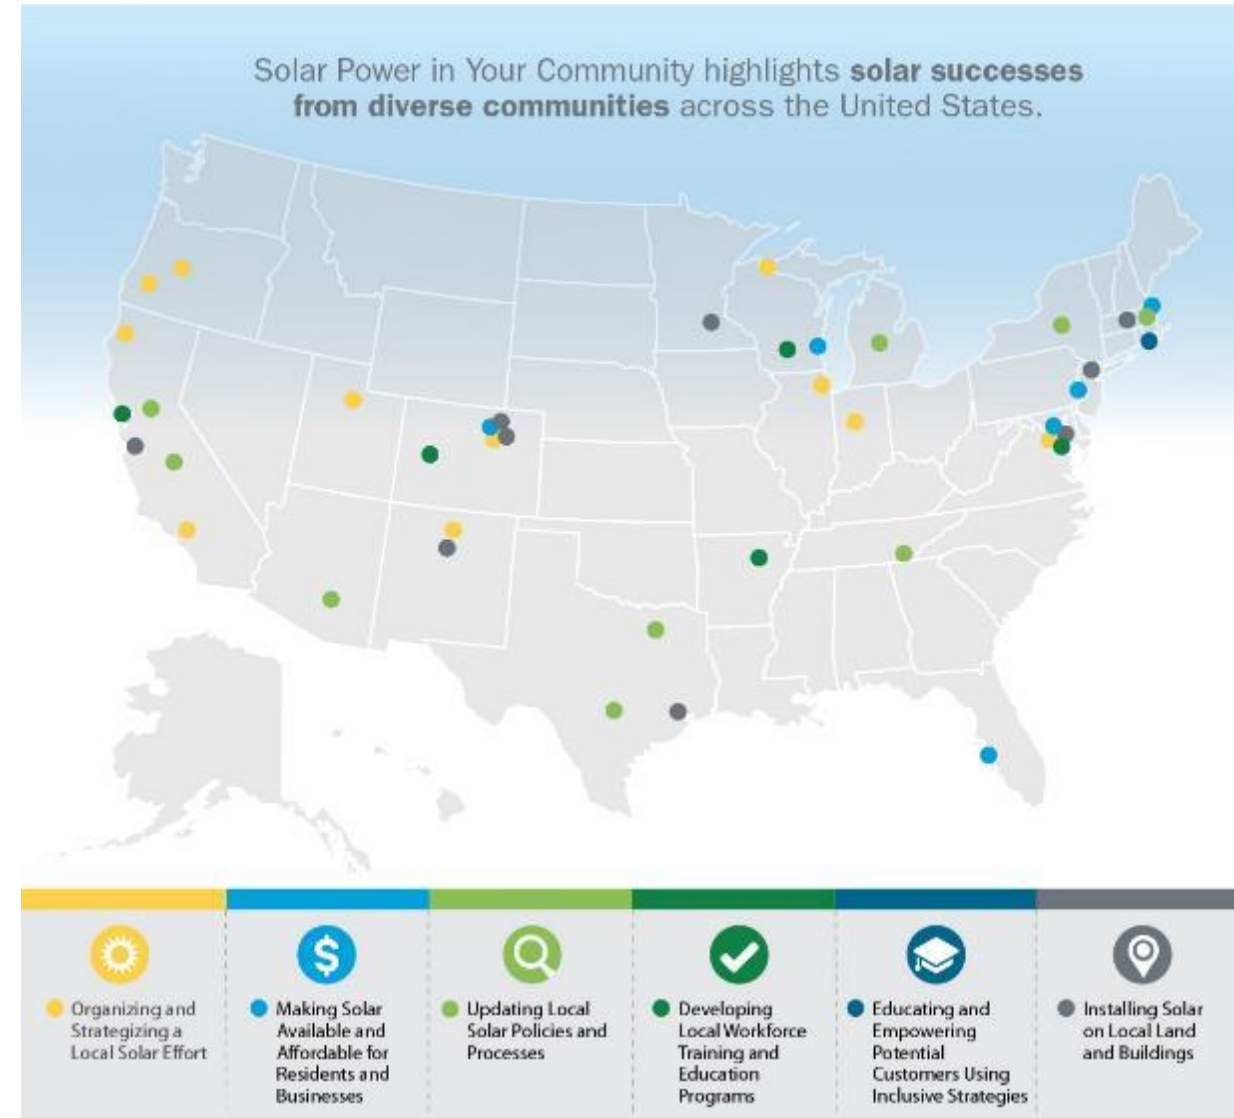 Solar Power in Your Community highlights solar successes
from diverse communities across the United States.
Organizing and
Strategizing a
Local Solar Effort
Making Solar
Available and
Affordable for
Residents and
Businesses
Updating Local
Solar Policies and
Processes
Developing
Local Workforce
Training and
Education
Programs
Educating and
Empowering
Potential
Customers Using
Inclusive Strategies
Installing Solar
on Local Land
and Buildings